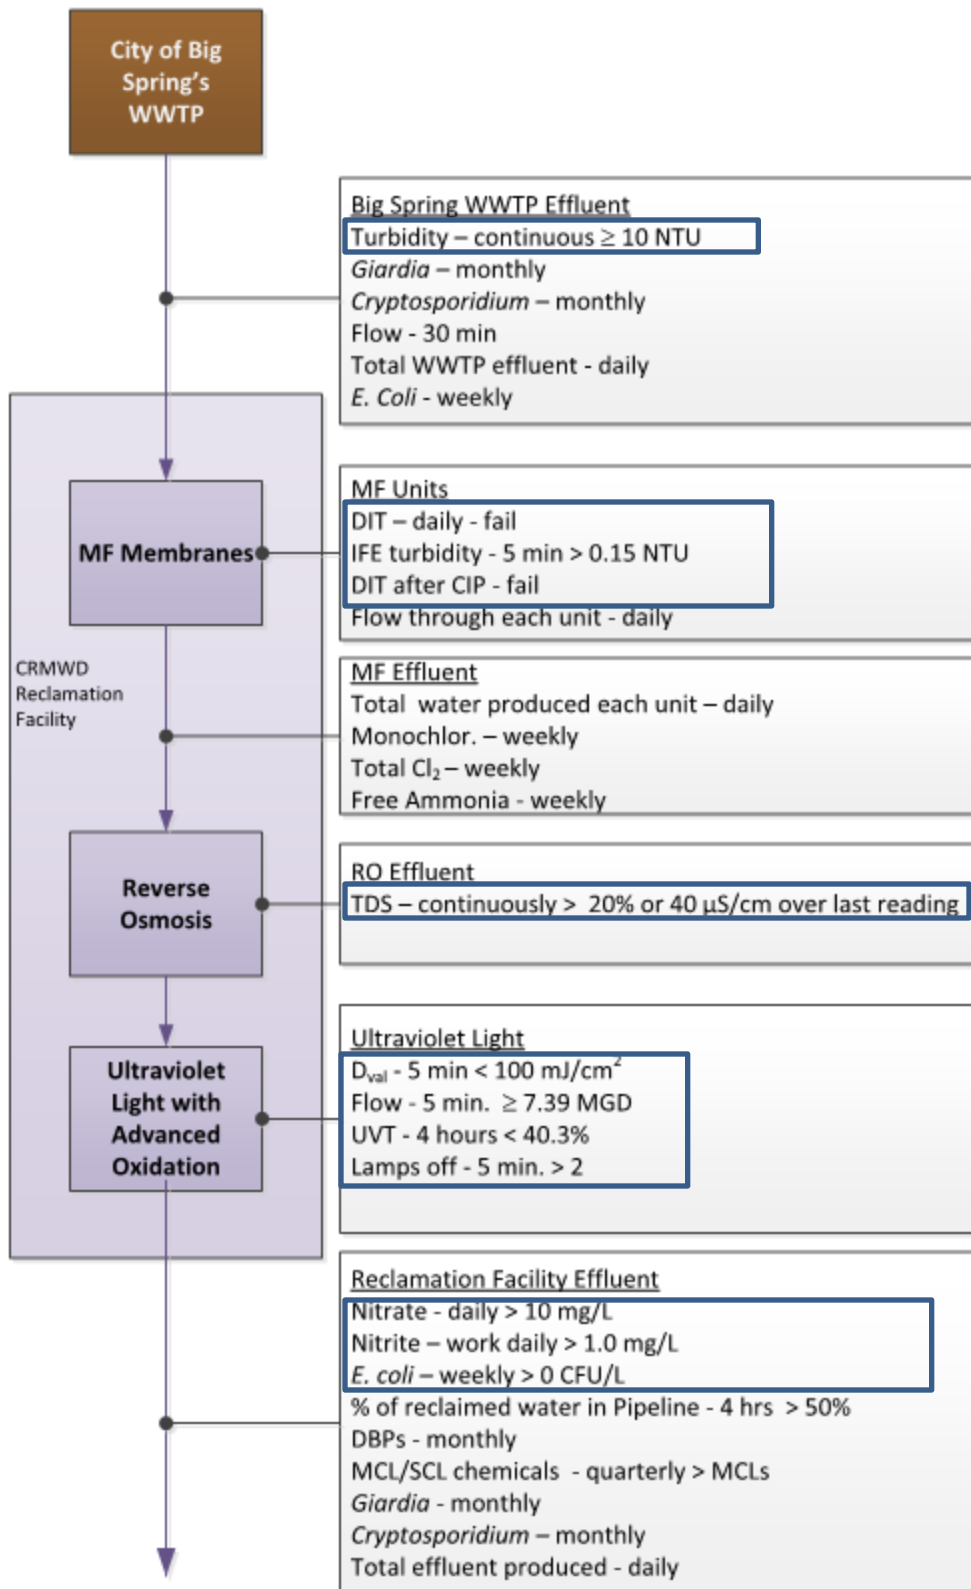 City of Big
Spring's
WWTP
Big Spring WWTP Effluent
Turbidity – continuous ≥ 10 NTU
Giardia – monthly
Cryptosporidium – monthly
Flow - 30 min
Total WWTP effluent - daily
E. Coli - weekly
MF Membranes
MF Units
DIT – daily - fail
IFE turbidity - 5 min > 0.15 NTU
DIT after CIP - fail
Flow through each unit - daily
CRMWD
Reclamation
Facility
MF Effluent
Total water produced each unit – daily
Monochlor. – weekly
Total Cl₂ – weekly
Free Ammonia - weekly
Reverse
Osmosis
RO Effluent
TDS – continuously > 20% or 40 µS/cm over last reading
Ultraviolet
Light with
Advanced
Oxidation
Ultraviolet Light
Dval - 5 min < 100 mJ/cm²
Flow - 5 min. ≥ 7.39 MGD
UVT - 4 hours < 40.3%
Lamps off - 5 min. > 2
Reclamation Facility Effluent
Nitrate - daily > 10 mg/L
Nitrite – work daily > 1.0 mg/L
E. coli – weekly > 0 CFU/L
% of reclaimed water in Pipeline - 4 hrs > 50%
DBPs - monthly
MCL/SCL chemicals - quarterly > MCLs
Giardia - monthly
Cryptosporidium – monthly
Total effluent produced - daily